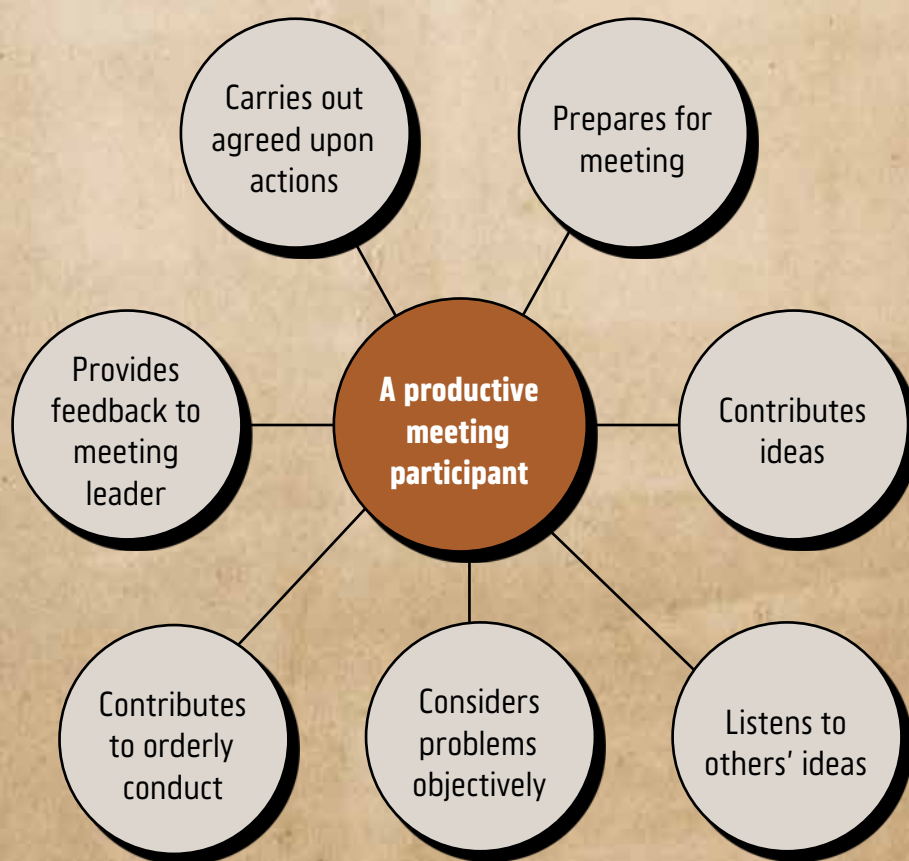 Carries out
agreed upon
actions
Prepares for
meeting
Provides
feedback to
meeting
leader
A productive
meeting
participant
Contributes
ideas
Contributes
to orderly
conduct
Considers
problems
objectively
Listens to
others’ ideas